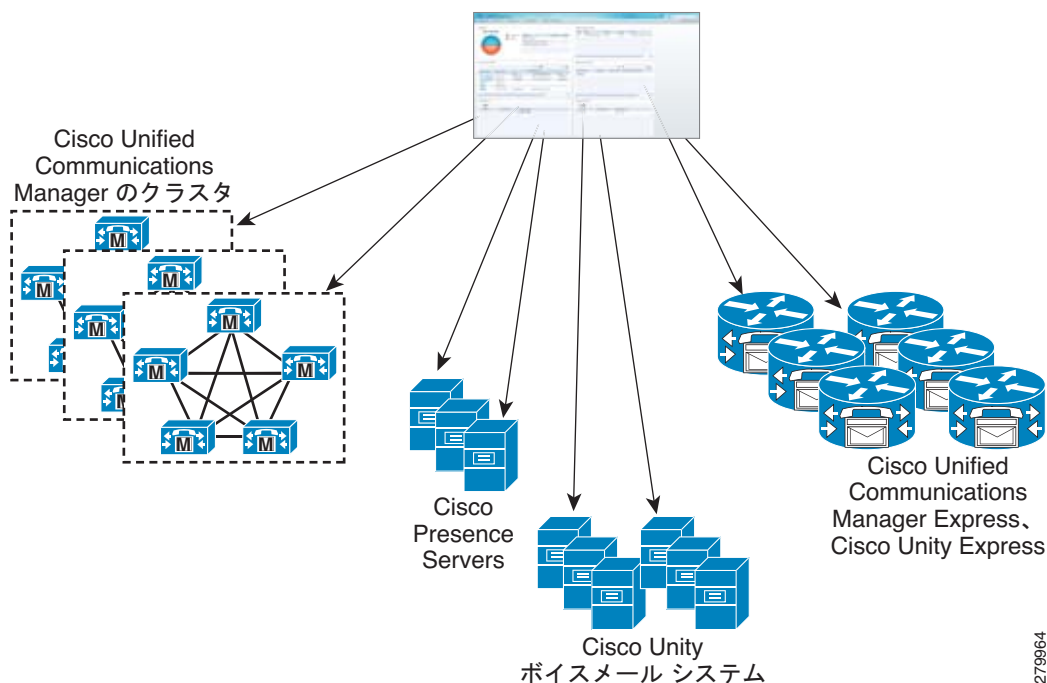 Cisco Unified
Communications
Manager のクラスタ
M
M
M
M
M
M
M
M
M
M
M
Cisco
Presence
Servers
Cisco Unity
ボイスメール システム
Cisco Unified
Communications
Manager Express、
Cisco Unity Express
279964